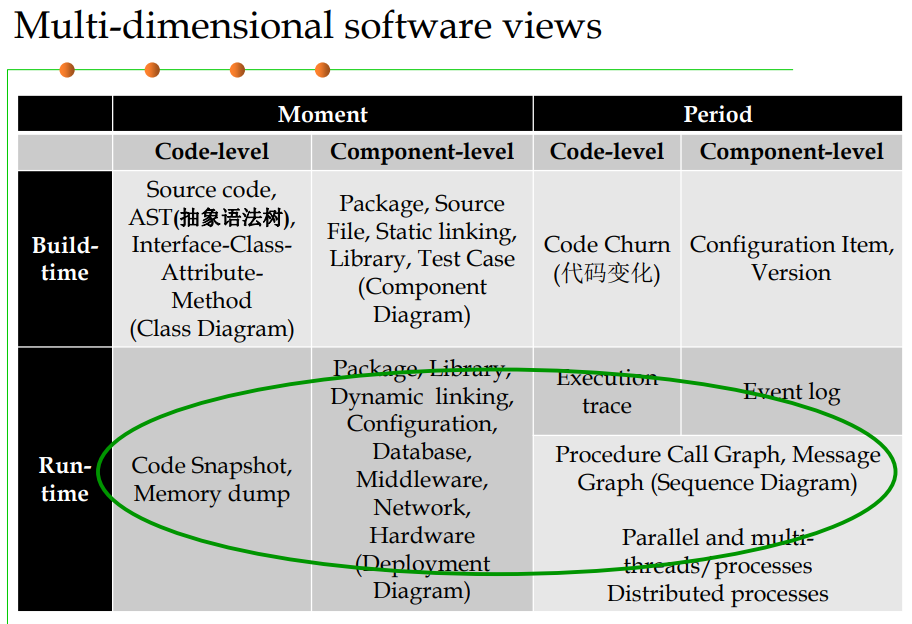 Multi-dimensional software views
Moment
Period
Code-level
Component-level
Code-level
Component-level
Build-
time
Source code,
AST(抽象语法树),
Interface-Class-
Attribute-
Method
(Class Diagram)
Package, Source
File, Static linking,
Library, Test Case
(Component
Diagram)
Code Churn
(代码变化)
Configuration Item,
Version
Run-
time
Code Snapshot,
Memory dump
Package, Library,
Dynamic linking,
Configuration,
Database,
Middleware,
Network,
Hardware
(Deployment
Diagram)
Execution
trace
Event log
Procedure Call Graph, Message
Graph (Sequence Diagram)
Parallel and multi-
threads/processes
Distributed processes